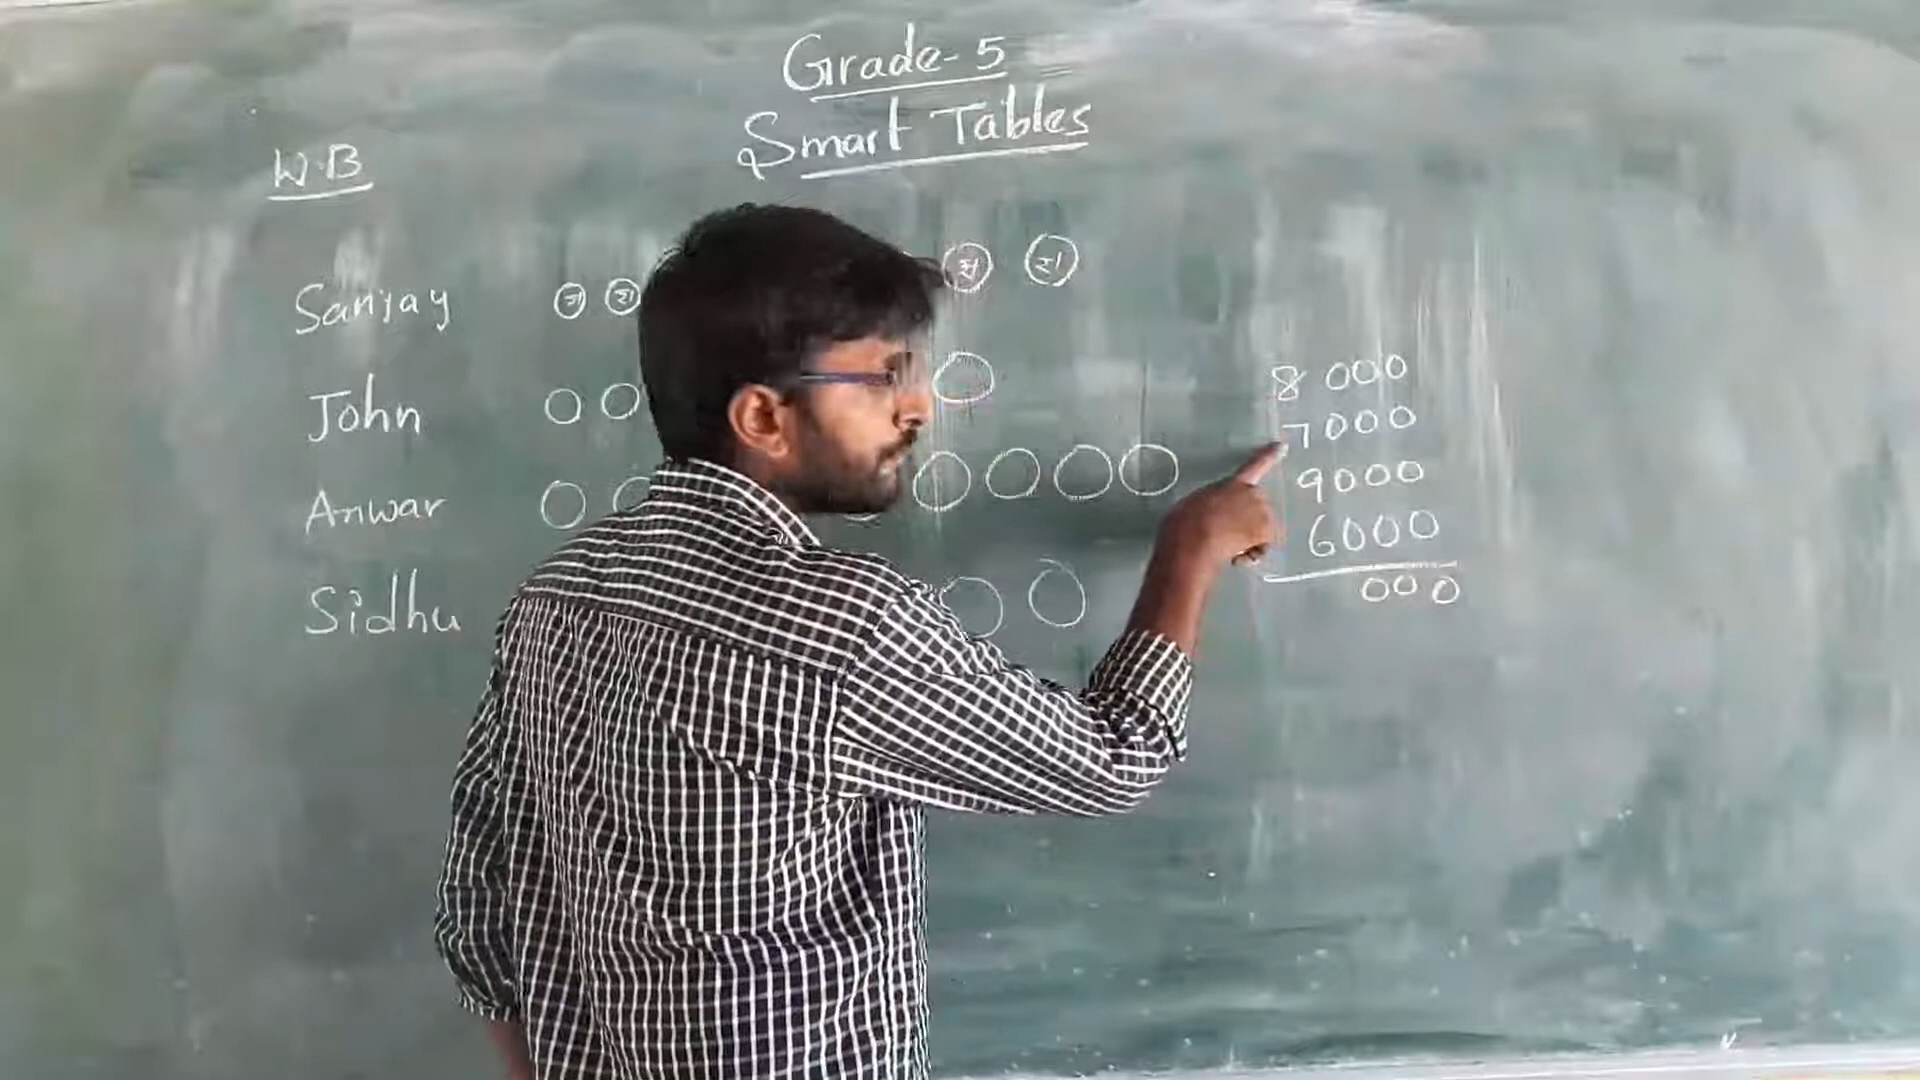 Grade-5
Smart Tables
W.B
Sanjay
John
Anwar
Sidhu
8000
7000
9000
6000
000